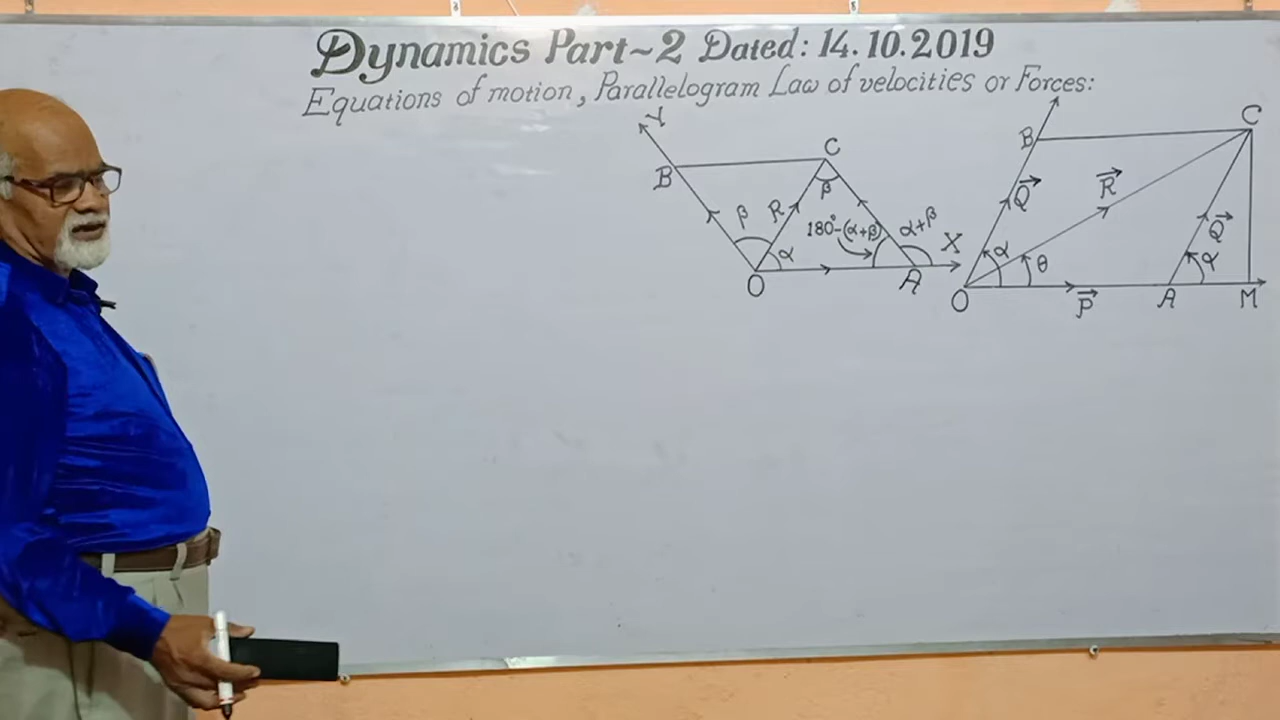 Dynamics Part~2 Dated: 14.10.2019
Equations of motion, Parallelogram Law of velocities or Forces:
Y
B
C
β
β
R
α
180°-(α+β)
α+β
X
O
A
B
C
Q⃗
R⃗
Q⃗
α
θ
α
O
P⃗
A
M